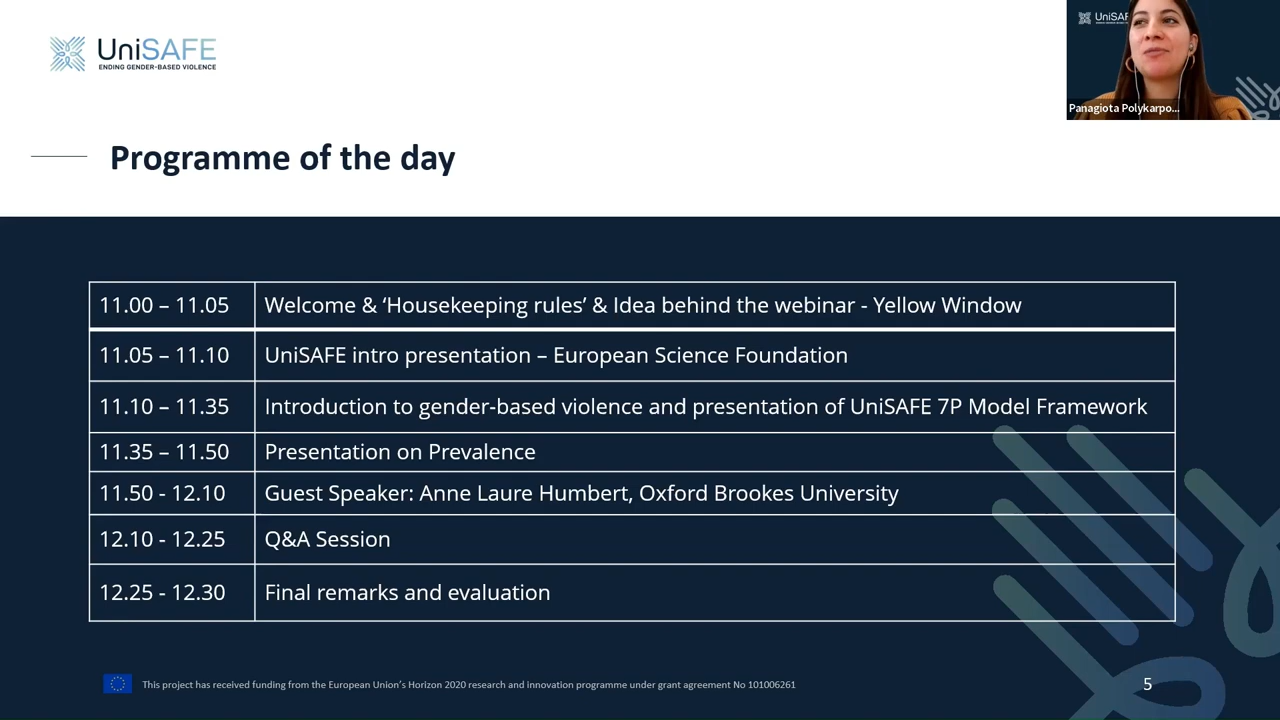 UniSAFE
ENDING GENDER-BASED VIOLENCE
UniSAF
Panagiota Polykarpo...
Programme of the day
11.00 – 11.05 Welcome & ‘Housekeeping rules’ & Idea behind the webinar - Yellow Window
11.05 – 11.10 UniSAFE intro presentation – European Science Foundation
11.10 – 11.35 Introduction to gender-based violence and presentation of UniSAFE 7P Model Framework
11.35 – 11.50 Presentation on Prevalence
11.50 - 12.10 Guest Speaker: Anne Laure Humbert, Oxford Brookes University
12.10 - 12.25 Q&A Session
12.25 - 12.30 Final remarks and evaluation
This project has received funding from the European Union’s Horizon 2020 research and innovation programme under grant agreement No 101006261
5